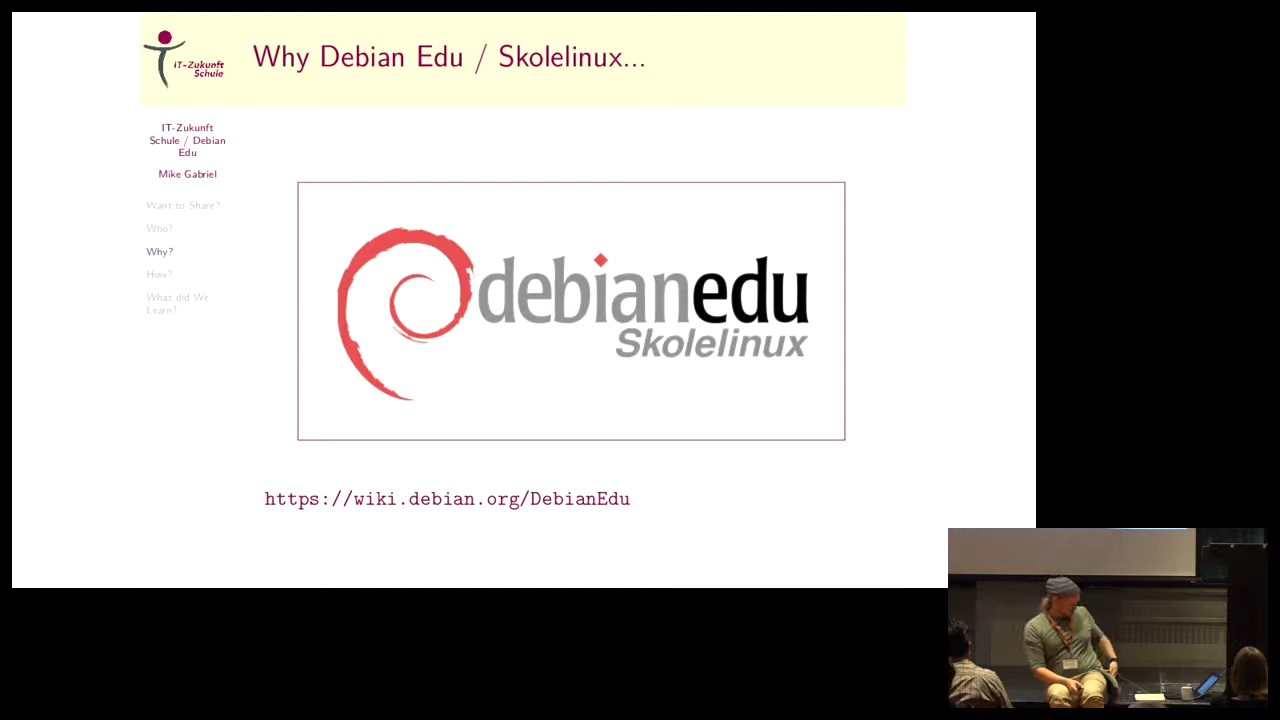 IT-Zukunft
Schule
Why Debian Edu / Skolelinux...
IT-Zukunft
Schule / Debian
Edu
Mike Gabriel
Want to Share?
Who?
Why?
How?
What did We
Learn?
debianedu
Skolelinux
https://wiki.debian.org/DebianEdu